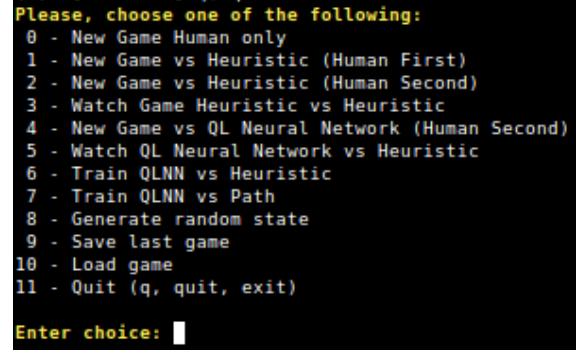 Please, choose one of the following:
0 - New Game Human only
1 - New Game vs Heuristic (Human First)
2 - New Game vs Heuristic (Human Second)
3 - Watch Game Heuristic vs Heuristic
4 - New Game vs QL Neural Network (Human Second)
5 - Watch QL Neural Network vs Heuristic
6 - Train QLNN vs Heuristic
7 - Train QLNN vs Path
8 - Generate random state
9 - Save last game
10 - Load game
11 - Quit (q, quit, exit)
Enter choice: